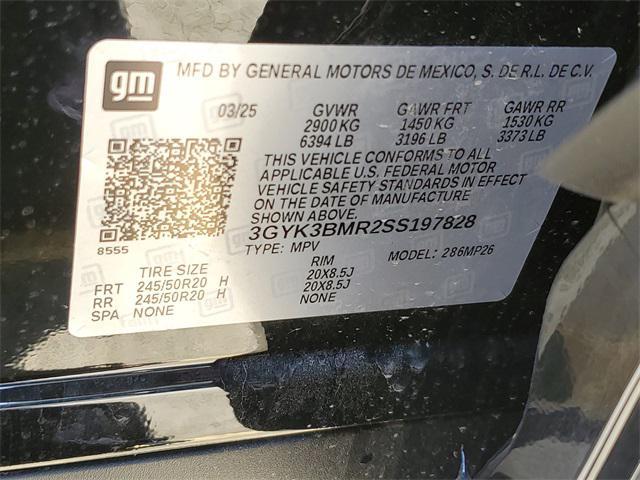 gm
MFD BY GENERAL MOTORS DE MEXICO, S. DE R.L. DE C.V.
03/25 GVWR GAWR FRT GAWR RR
2900 KG 1450 KG 1530 KG
6394 LB 3196 LB 3373 LB
THIS VEHICLE CONFORMS TO ALL
APPLICABLE U.S. FEDERAL MOTOR
VEHICLE SAFETY STANDARDS IN EFFECT
ON THE DATE OF MANUFACTURE
SHOWN ABOVE.
3GYK3BMR2SS197828
8555
TYPE: MPV MODEL: 286MP26
TIRE SIZE RIM
FRT 245/50R20 H 20X8.5J
RR 245/50R20 H 20X8.5J
SPA NONE NONE